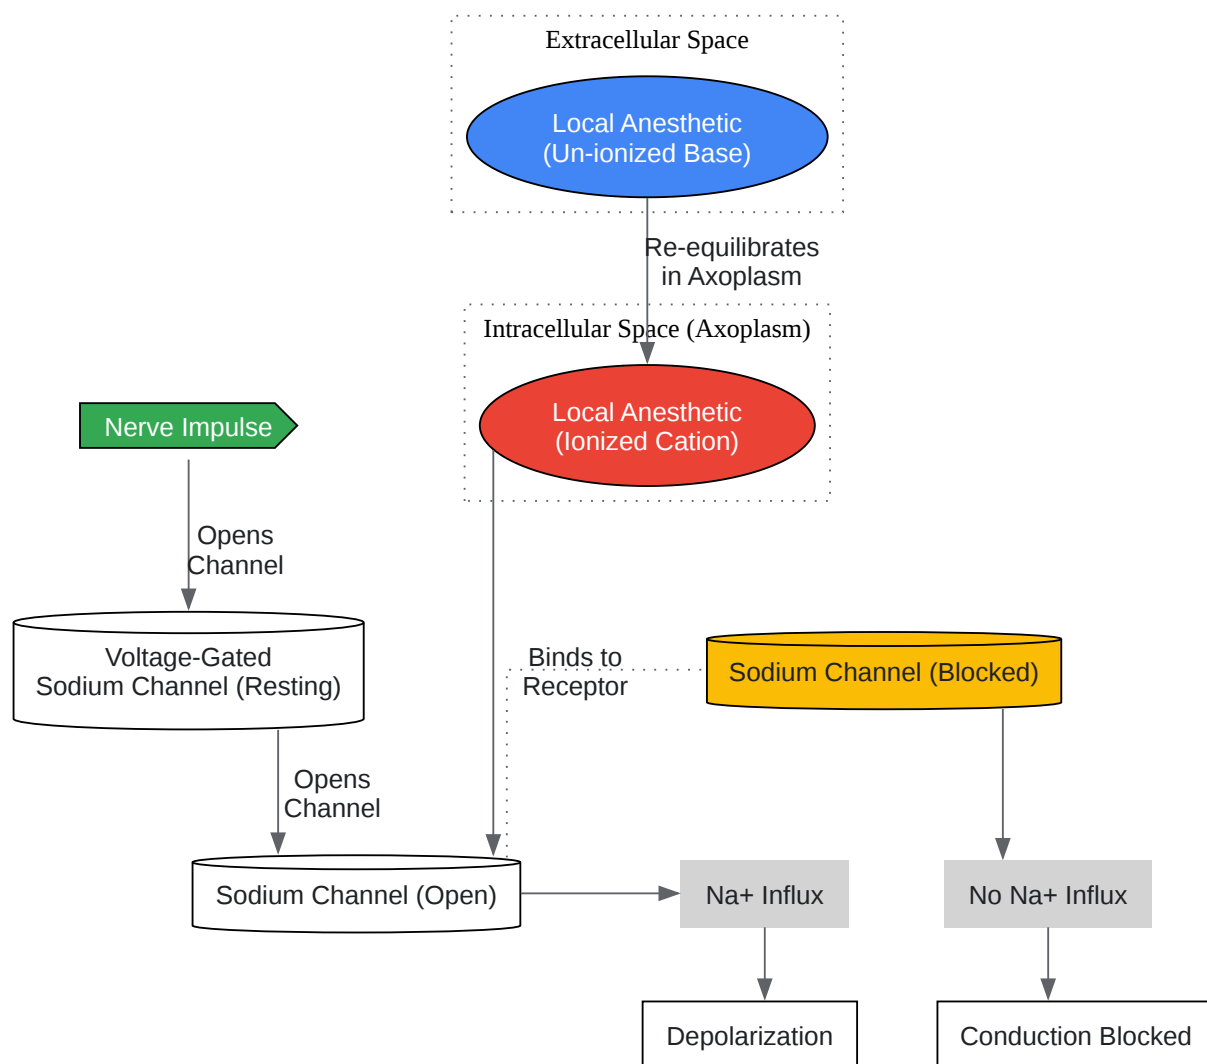 Extracellular Space
Local Anesthetic
(Un-ionized Base)
Re-equilibrates
in Axoplasm
Intracellular Space (Axoplasm)
Local Anesthetic
(Ionized Cation)
Nerve Impulse
Opens
Channel
Voltage-Gated
Sodium Channel (Resting)
Binds to
Receptor
Sodium Channel (Blocked)
Opens
Channel
Sodium Channel (Open)
Na+ Influx
No Na+ Influx
Depolarization
Conduction Blocked